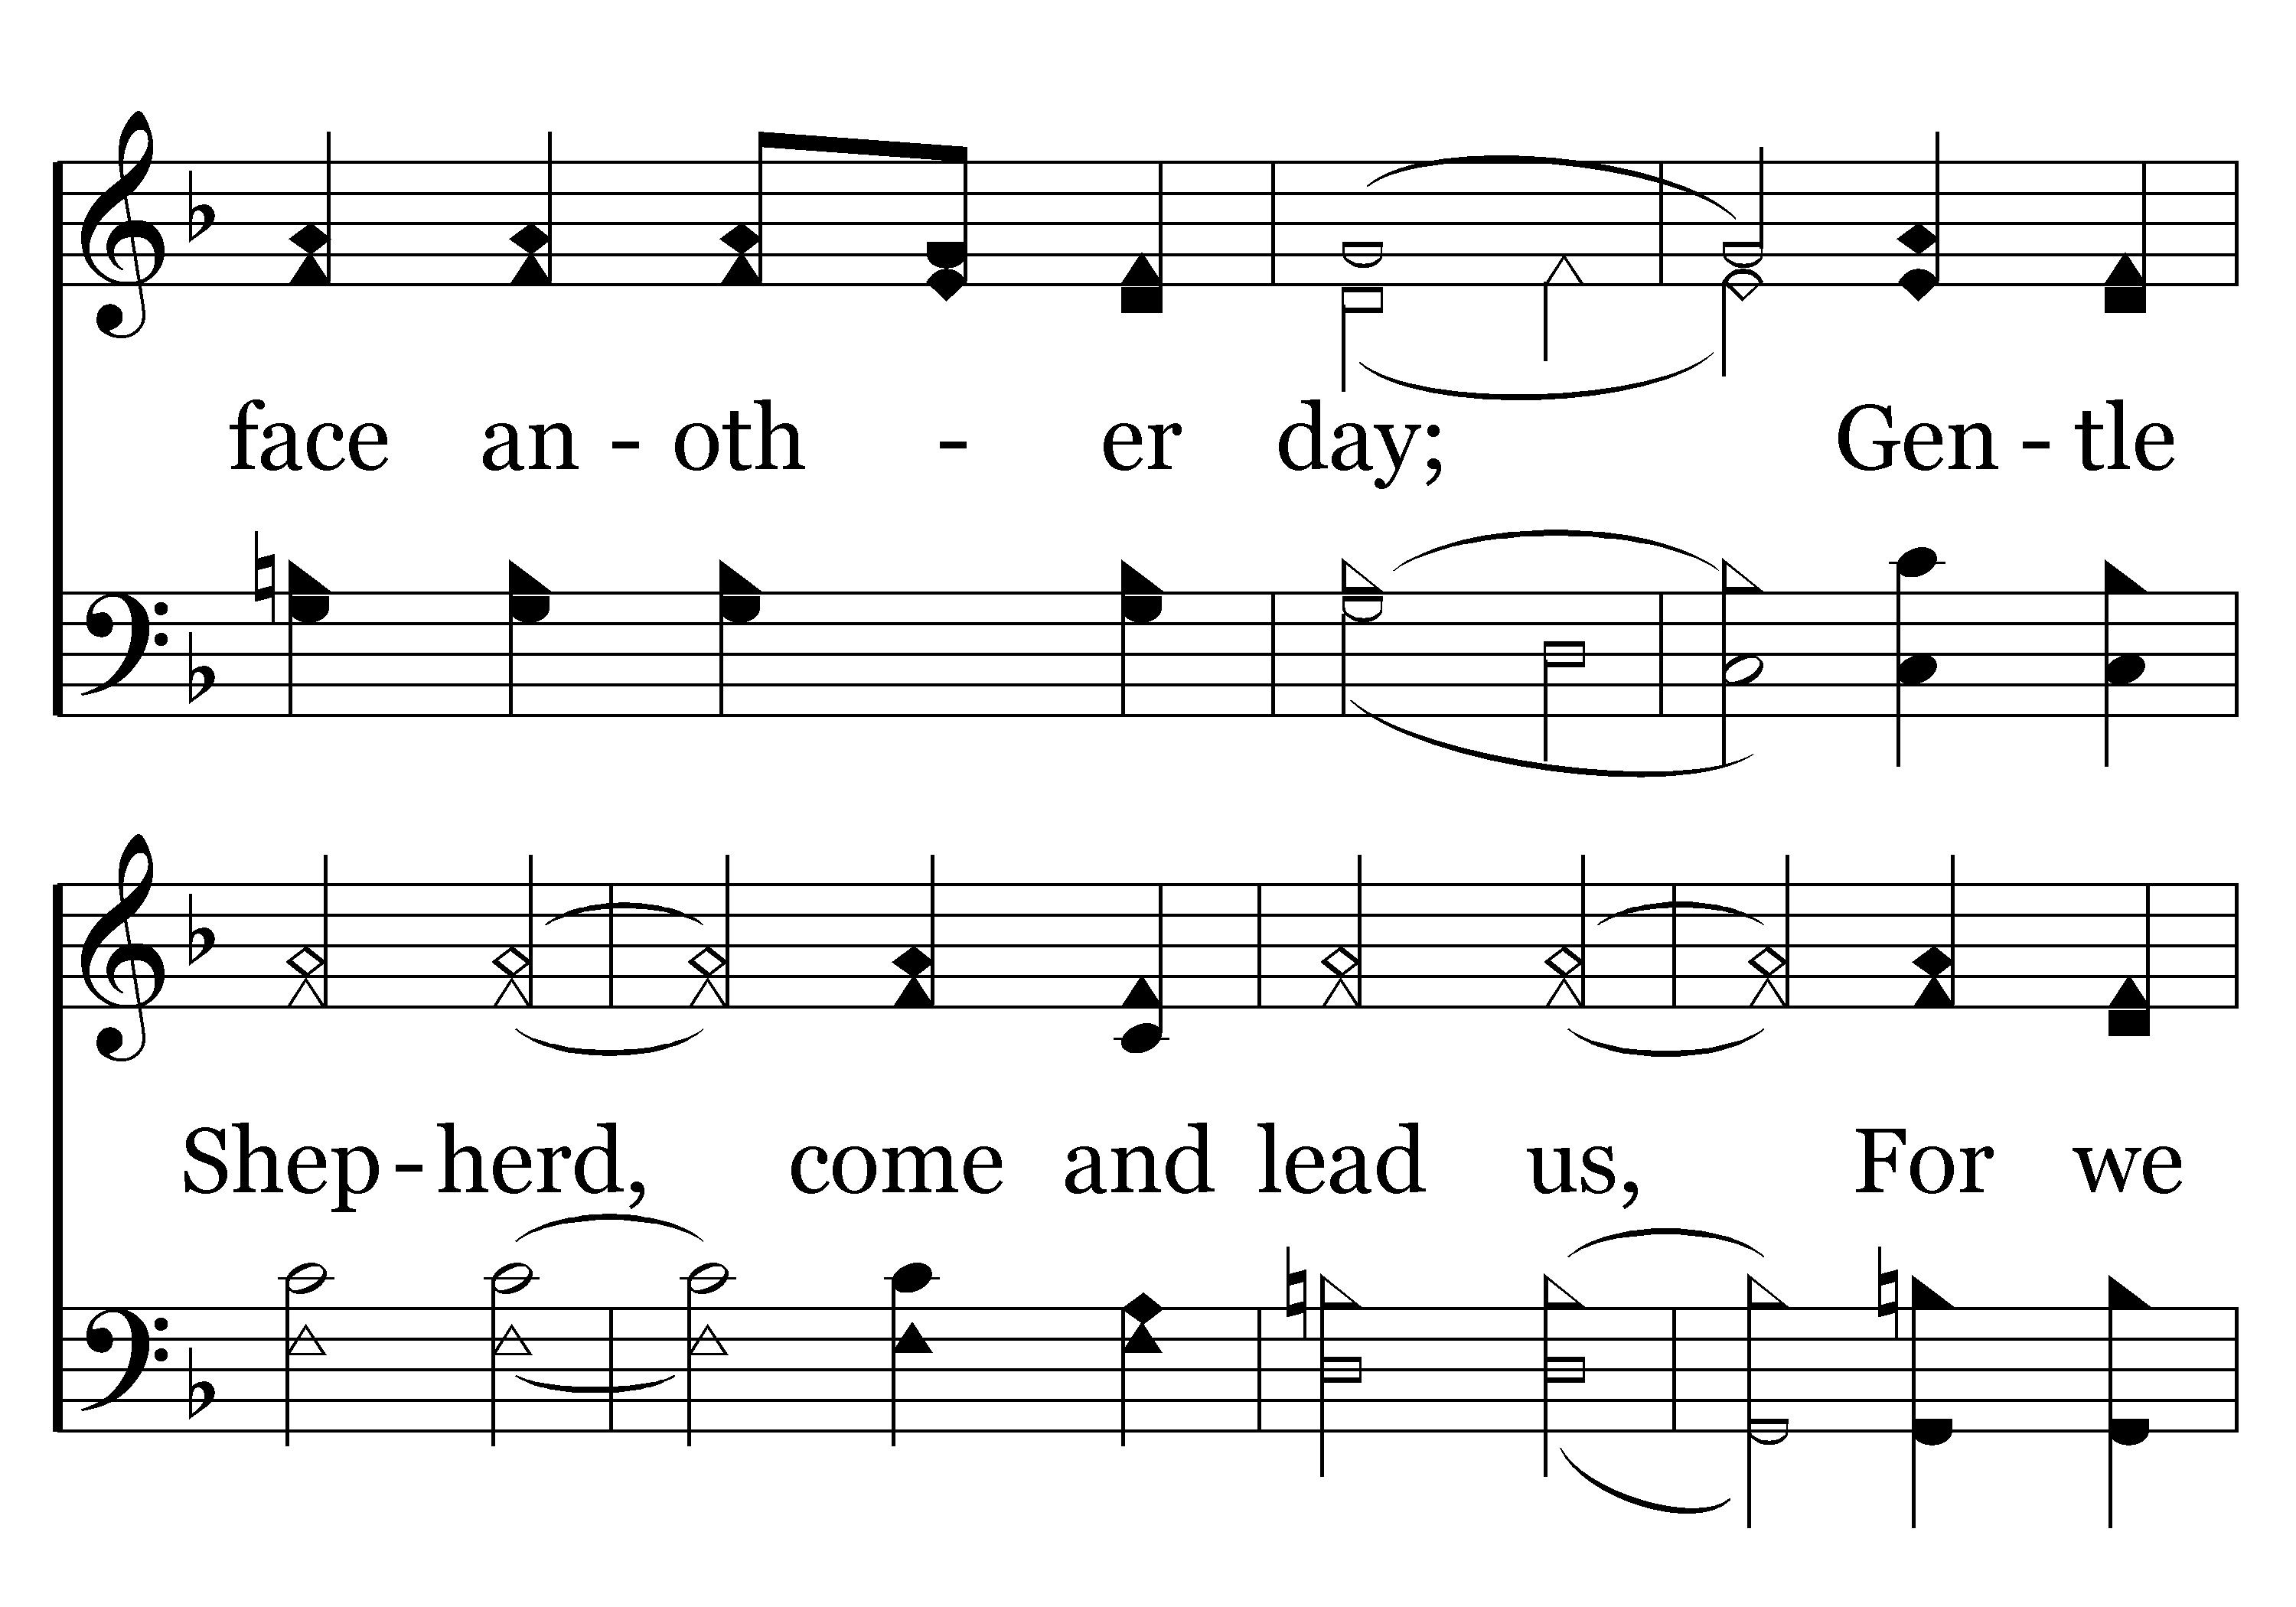 face an - oth - er day; Gen - tle
Shep - herd, come and lead us, For we